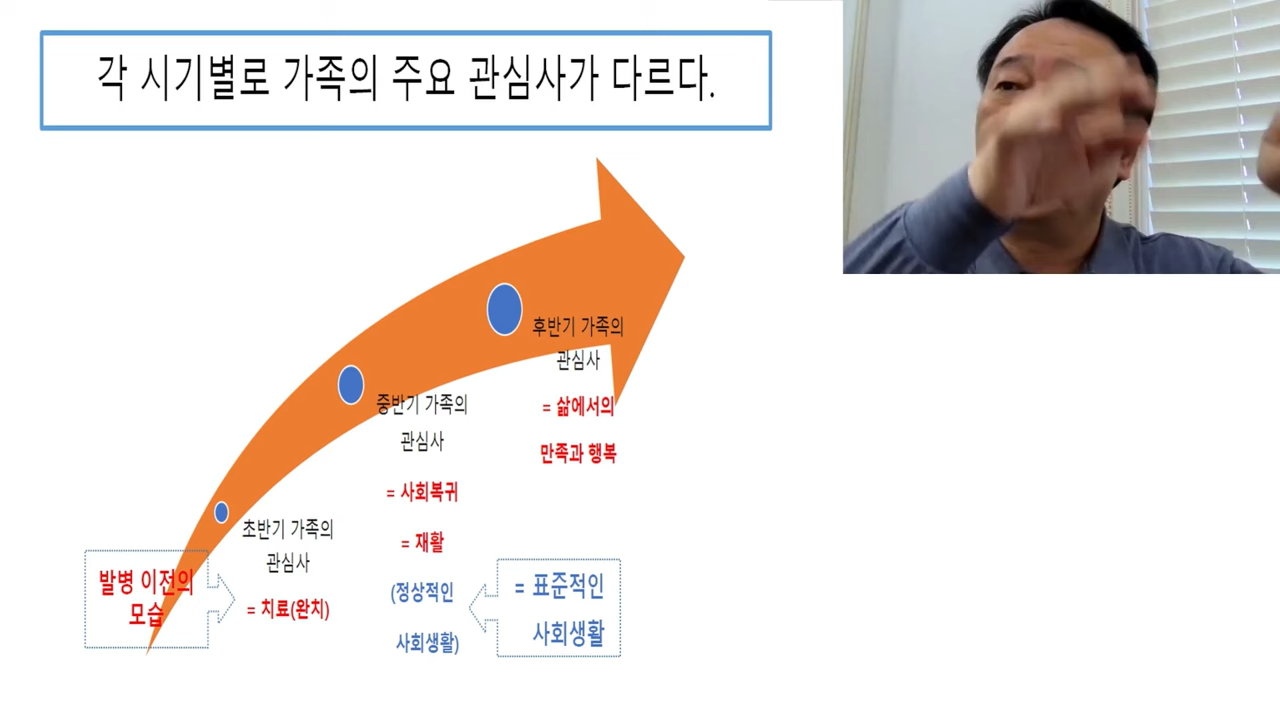 각 시기별로 가족의 주요 관심사가 다르다.
후반기 가족의
관심사
= 삶에서의
만족과 행복
중반기 가족의
관심사
= 사회복귀
= 재활
(정상적인
사회생활)
초반기 가족의
관심사
= 치료(완치)
발병 이전의
모습
= 표준적인
사회생활